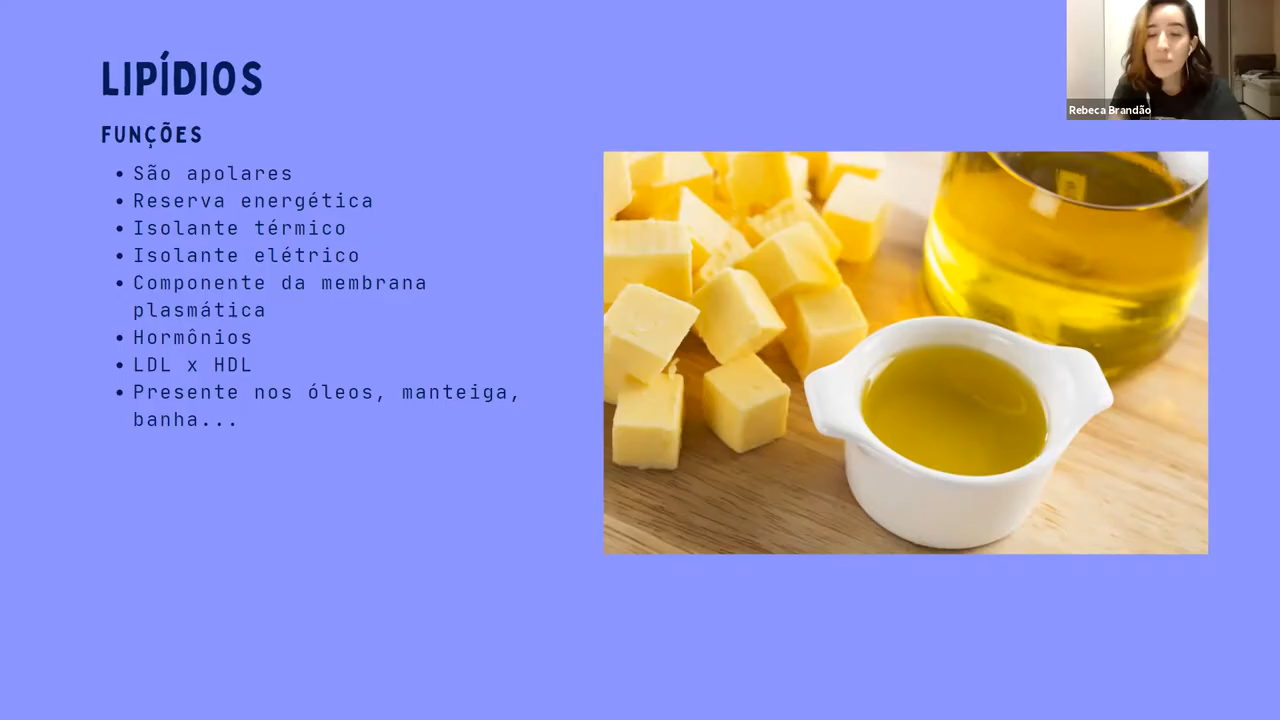 LIPÍDIOS
FUNÇÕES
• São apolares
• Reserva energética
• Isolante térmico
• Isolante elétrico
• Componente da membrana
plasmática
• Hormônios
• LDL x HDL
• Presente nos óleos, manteiga,
banha...
Rebeca Brandão